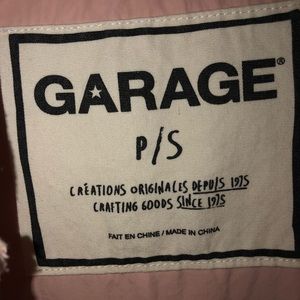 GARAGE®
P/S
CRÉATIONS ORIGINALES DEPUIS 1975
CRAFTING GOODS SINCE 1975
FAIT EN CHINE / MADE IN CHINA